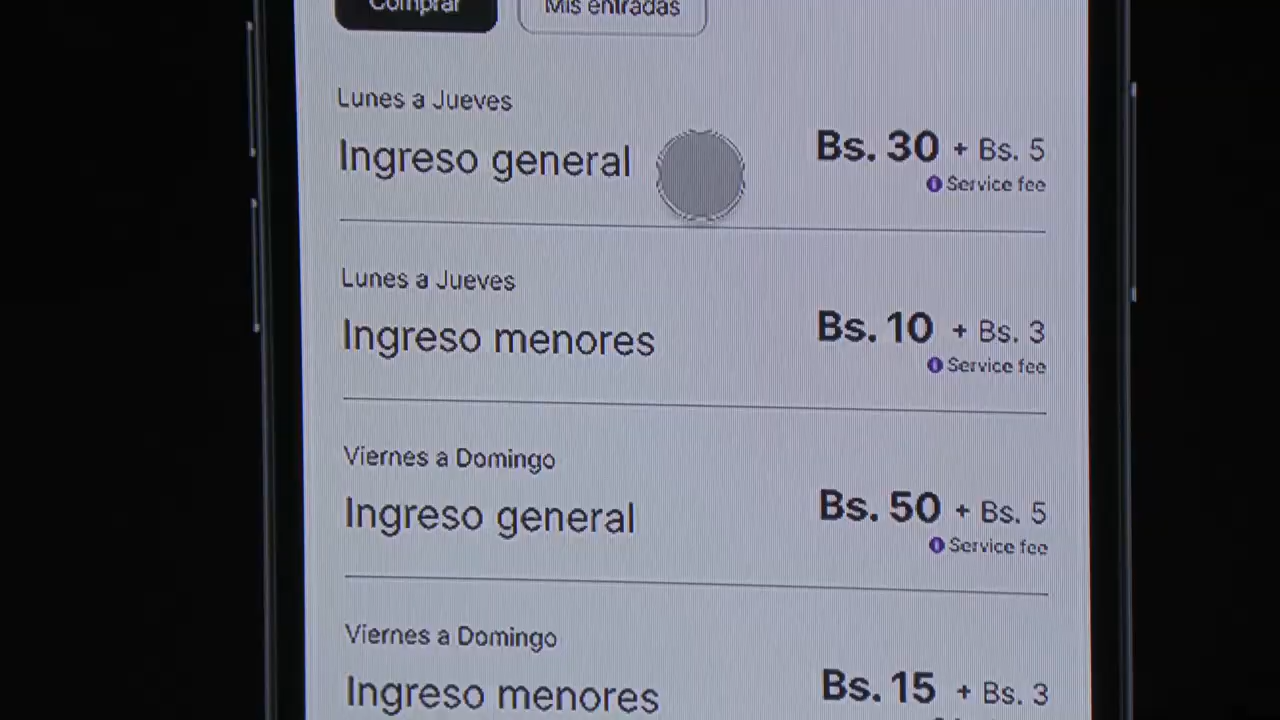 Comprar
Mis entradas
Lunes a Jueves
Ingreso general
Bs. 30 + Bs. 5
Service fee
Lunes a Jueves
Ingreso menores
Bs. 10 + Bs. 3
Service fee
Viernes a Domingo
Ingreso general
Bs. 50 + Bs. 5
Service fee
Viernes a Domingo
Ingreso menores
Bs. 15 + Bs. 3